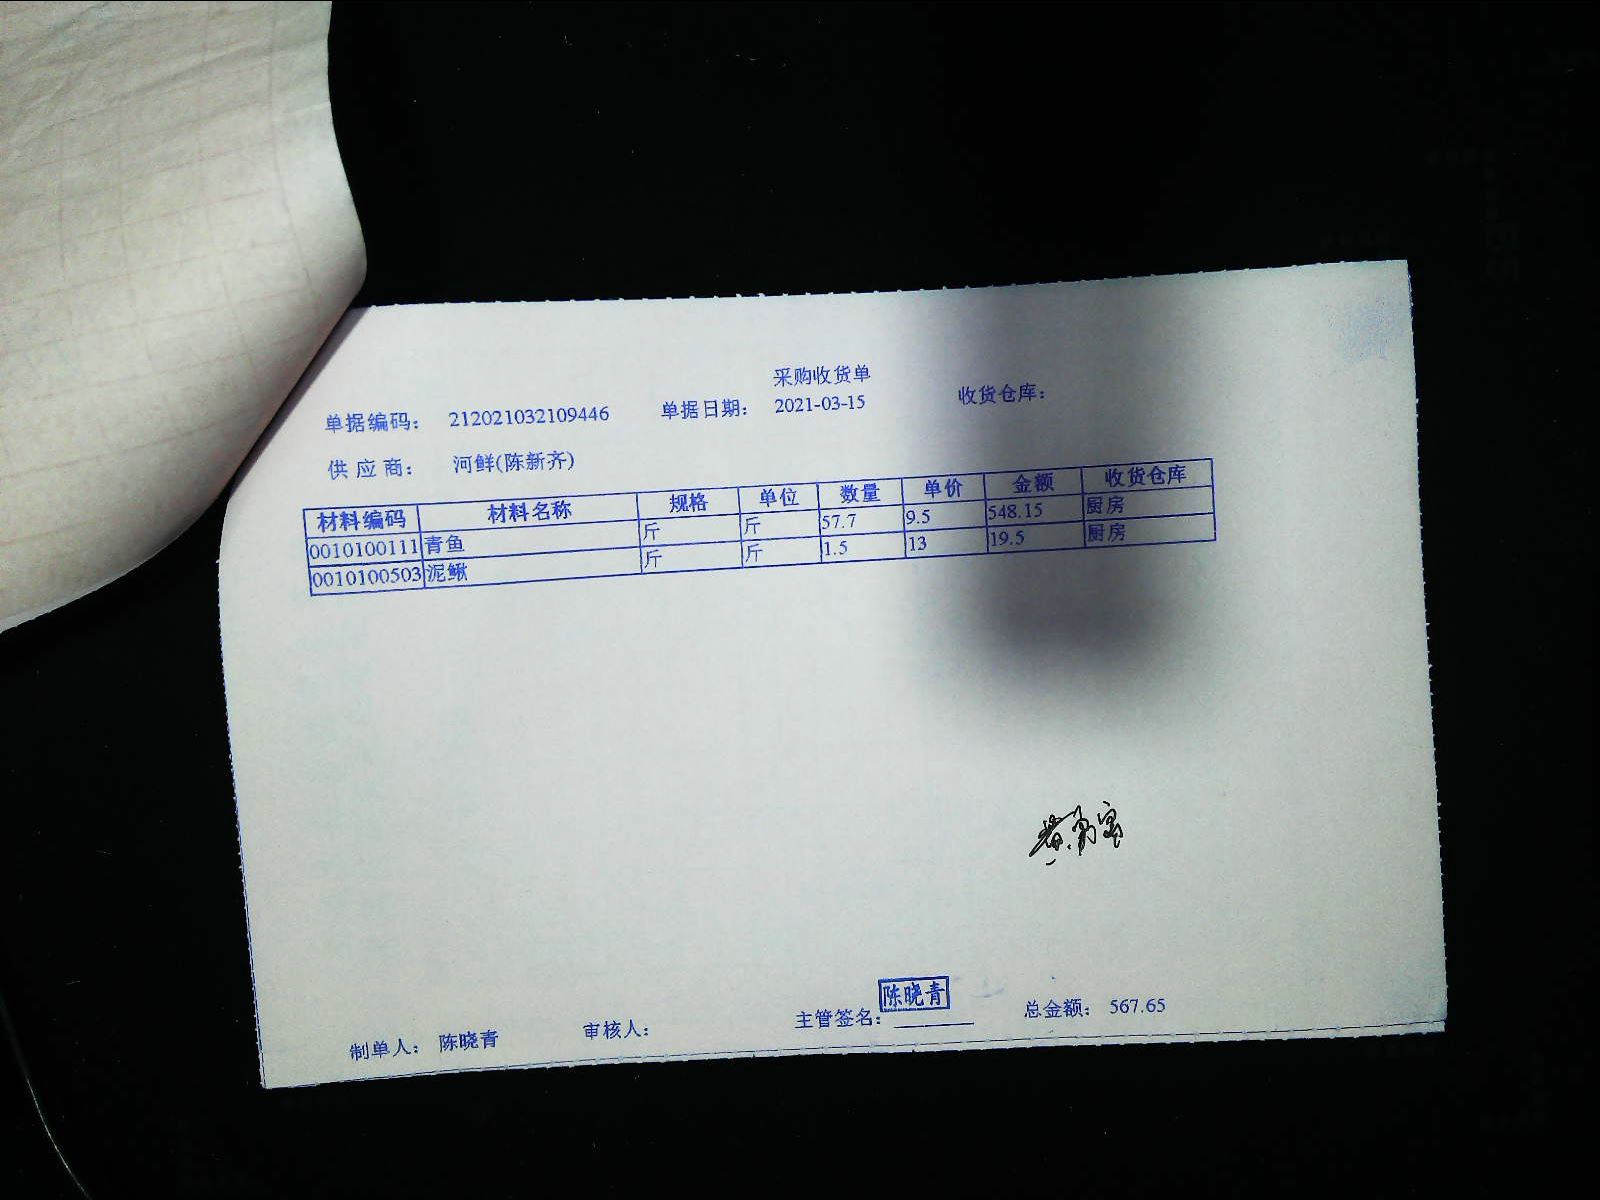 采购收货单
单据编码: 212021032109446 单据日期: 2021-03-15 收货仓库:
供应商: 河鲜(陈新齐)
材料编码 材料名称 规格 单位 数量 单价 金额 收货仓库
0010100111 青鱼 斤 斤 57.7 9.5 548.15 厨房
0010100503 泥鳅 斤 斤 1.5 13 19.5 厨房
陈晓青
制单人: 陈晓青 审核人: 主管签名: 总金额: 567.65